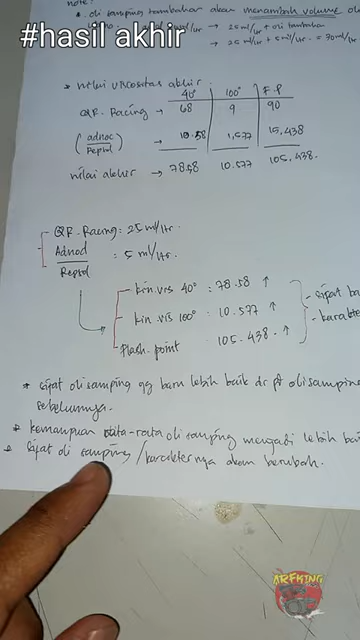 note:
* oli samping tambahan akan menambah volume
→ 25 ml/ltr + oli tambahan
→ 25 ml/ltr + 5 ml/ltr = 30 ml/ltr
#hasil akhir
* nilai viscositas akhir.
40° 100° F.P
QR-Racing → 68 9 90
(adnoc/Repsol) → 10.58 1,577 15,438
nilai akhir → 78.58 10.577 105.438.
QR-Racing = 25 ml/ltr.
Adnod/Repsol = 5 ml/ltr.
kin.vis 40° : 78.58 ↑
kin vis 100° : 10.577 ↑
Flash.point 105.438.↑
- sifat
- karakte
* sifat oli samping yg baru lebih baik dr pd oli samping
sebelumnya.
* kemampuan rata-rata oli samping menjadi lebih bai
* sifat oli samping/karakternya akan berubah.
ARFKING